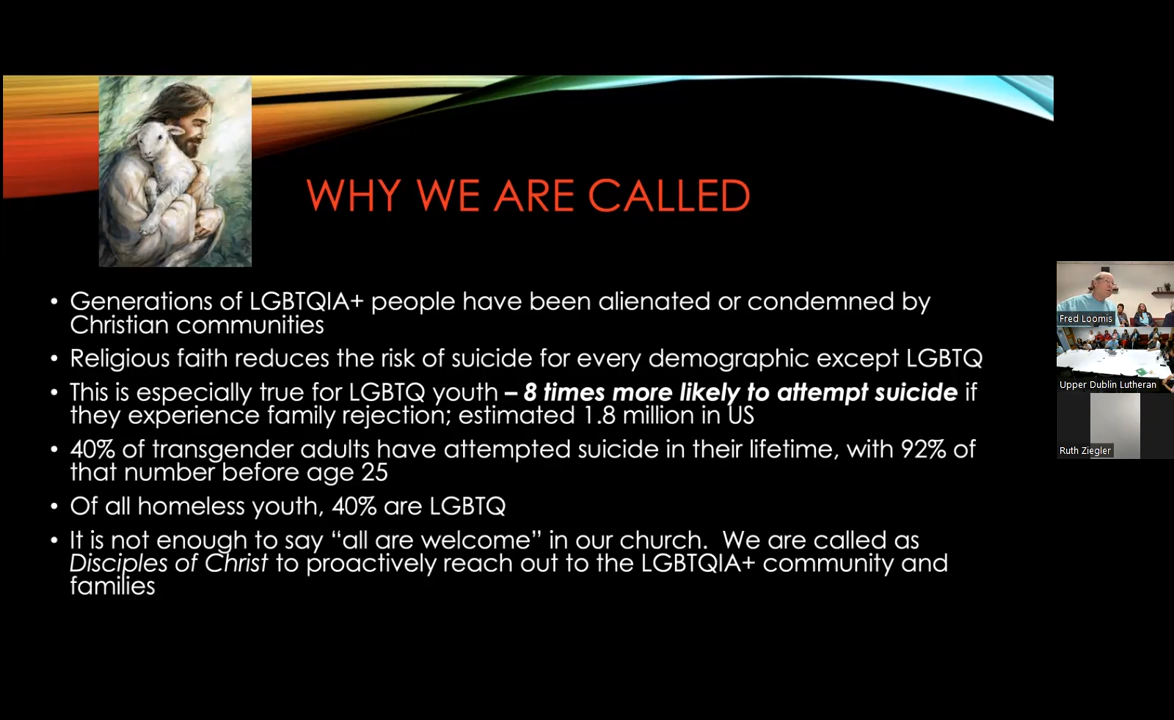 WHY WE ARE CALLED
• Generations of LGBTQIA+ people have been alienated or condemned by
Christian communities
• Religious faith reduces the risk of suicide for every demographic except LGBTQ
• This is especially true for LGBTQ youth – 8 times more likely to attempt suicide if
they experience family rejection; estimated 1.8 million in US
• 40% of transgender adults have attempted suicide in their lifetime, with 92% of
that number before age 25
• Of all homeless youth, 40% are LGBTQ
• It is not enough to say “all are welcome” in our church.  We are called as
Disciples of Christ to proactively reach out to the LGBTQIA+ community and
families
Fred Loomis
Upper Dublin Lutheran
Ruth Ziegler